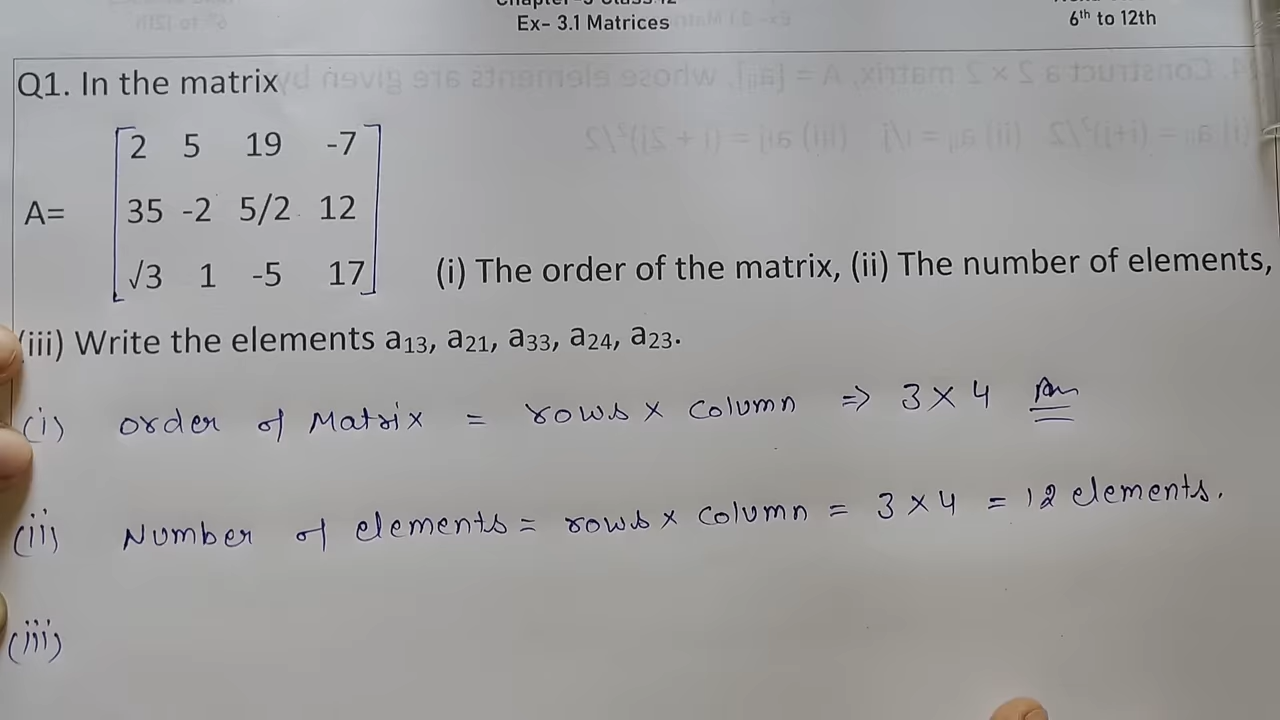 Ex- 3.1 Matrices
6th to 12th
Q1. In the matrix
2 5 19 -7
A= 35 -2 5/2 12
√3 1 -5 17 (i) The order of the matrix, (ii) The number of elements,
(iii) Write the elements a13, a21, a33, a24, a23.
(i) order of Matrix = rows × column ⇒ 3 × 4 Ans
(ii) Number of elements = rows × column = 3 × 4 = 12 elements.
(iii)